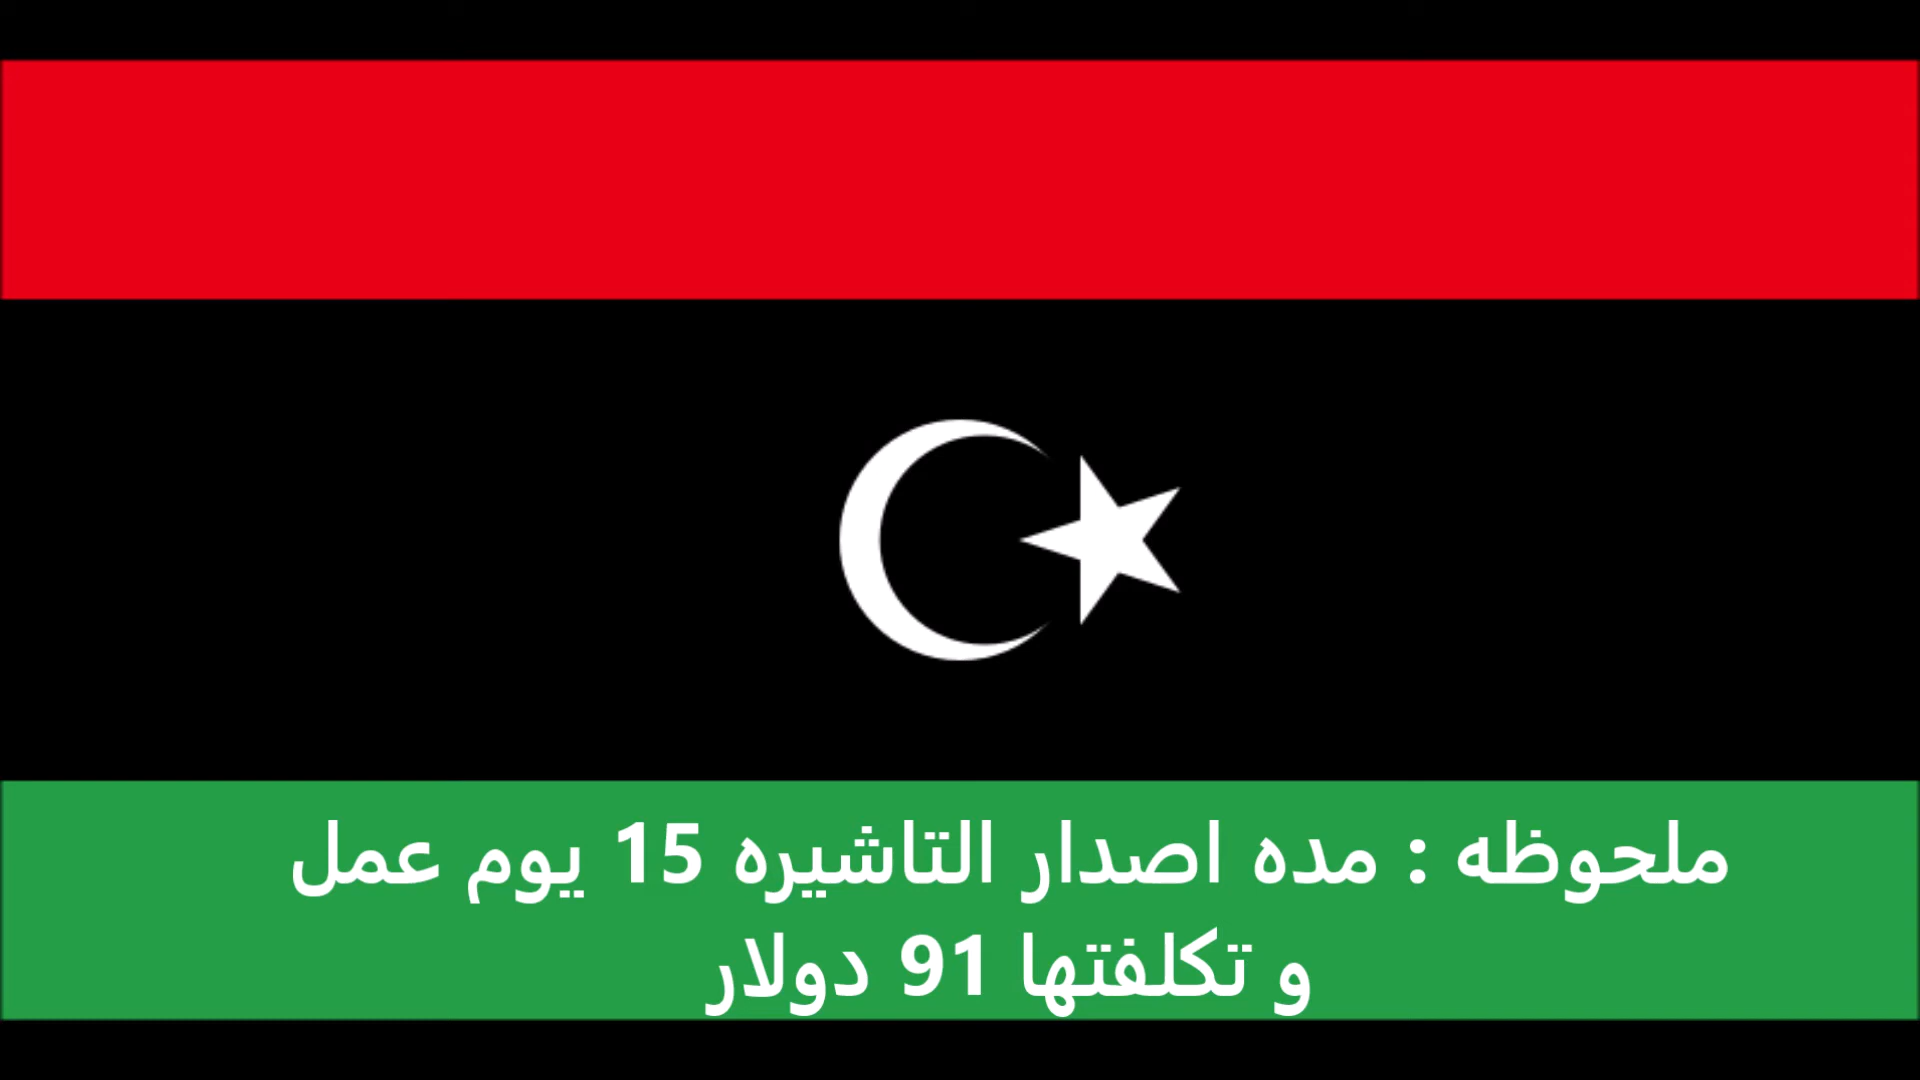 ملحوظه : مده اصدار التاشيره 15 يوم عمل
و تكلفتها 91 دولار